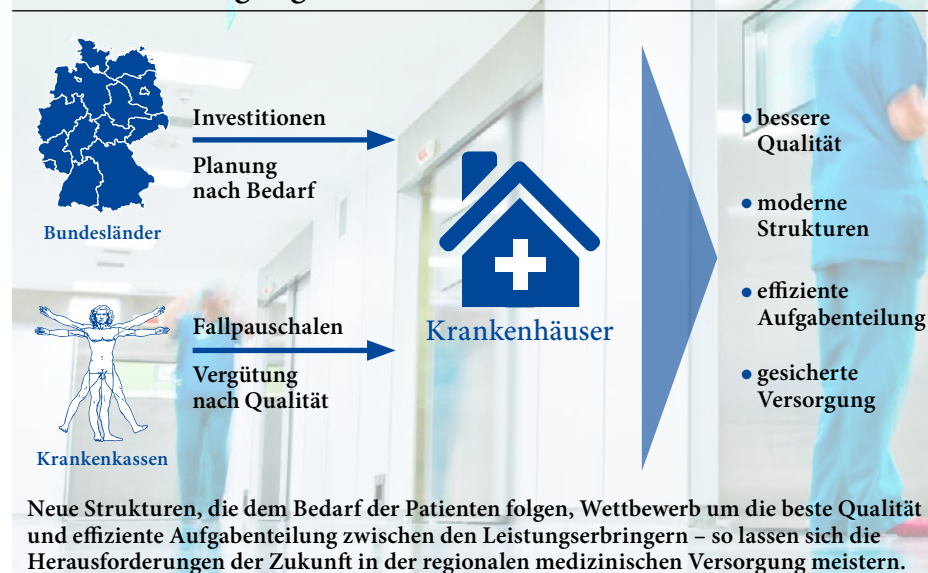 Investitionen
Planung
nach Bedarf
Bundesländer
Fallpauschalen
Vergütung
nach Qualität
Krankenkassen
Krankenhäuser
• bessere
Qualität
• moderne
Strukturen
• effiziente
Aufgabenteilung
• gesicherte
Versorgung
Neue Strukturen, die dem Bedarf der Patienten folgen, Wettbewerb um die beste Qualität
und effiziente Aufgabenteilung zwischen den Leistungserbringern – so lassen sich die
Herausforderungen der Zukunft in der regionalen medizinischen Versorgung meistern.